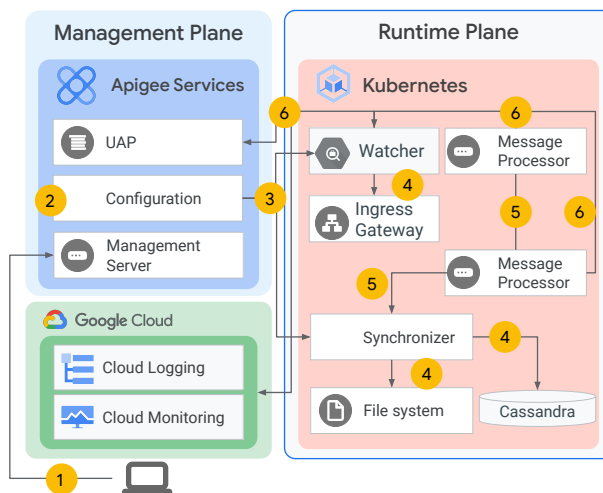 Management Plane
Apigee Services
UAP
2
Configuration
Management
Server
Google Cloud
Cloud Logging
Cloud Monitoring
1
Runtime Plane
Kubernetes
6
6
Watcher
Message
Processor
3
4
Ingress
Gateway
5
6
Message
Processor
5
Synchronizer
4
4
File system
Cassandra